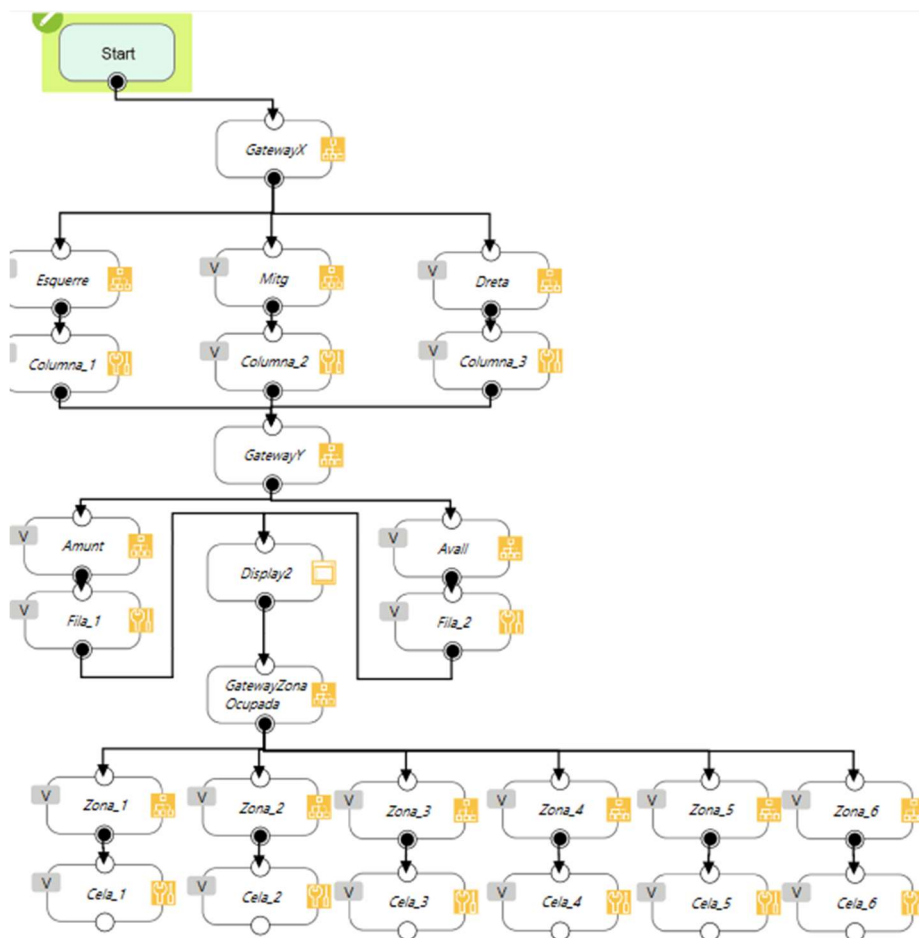 Start
GatewayX
Esquerre
V
Mitg
V
Dreta
Columna_1
V
Columna_2
V
Columna_3
GatewayY
V
Amunt
V
Avall
Display2
V
Fila_1
V
Fila_2
GatewayZona
Ocupada
V
Zona_1
V
Zona_2
V
Zona_3
V
Zona_4
V
Zona_5
V
Zona_6
V
Cela_1
V
Cela_2
V
Cela_3
V
Cela_4
V
Cela_5
V
Cela_6